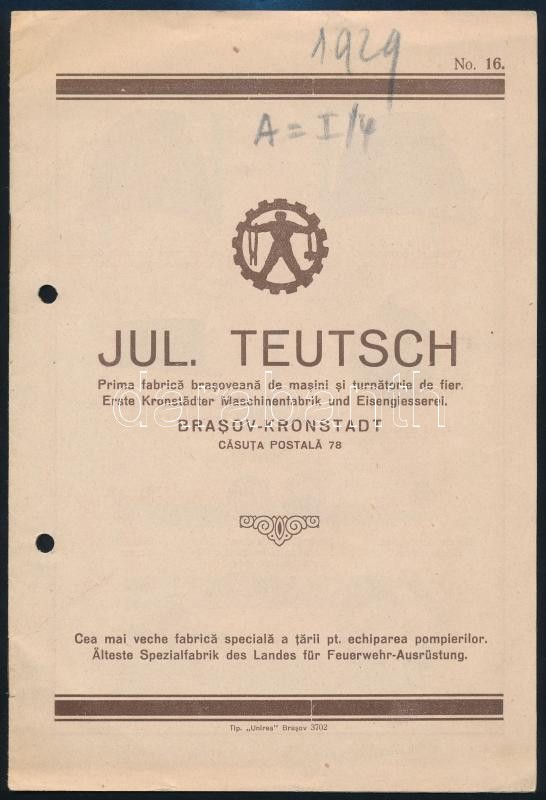 1929
No. 16.
A = I/4
JUL. TEUTSCH
Prima fabrică brașoveană de mașini și turnătorie de fier.
Erste Kronstädter Maschinenfabrik und Eisengiesserei.
BRAȘOV-KRONSTADT
CĂSUȚA POSTALĂ 78
darabanth
Cea mai veche fabrică specială a țării pt. echiparea pompierilor.
Älteste Spezialfabrik des Landes für Feuerwehr-Ausrüstung.
Tip. „Unirea" Brașov 3702